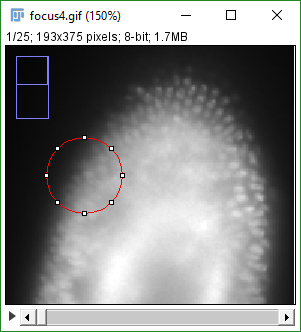 focus4.gif (150%)
1/25; 193x375 pixels; 8-bit; 1.7MB